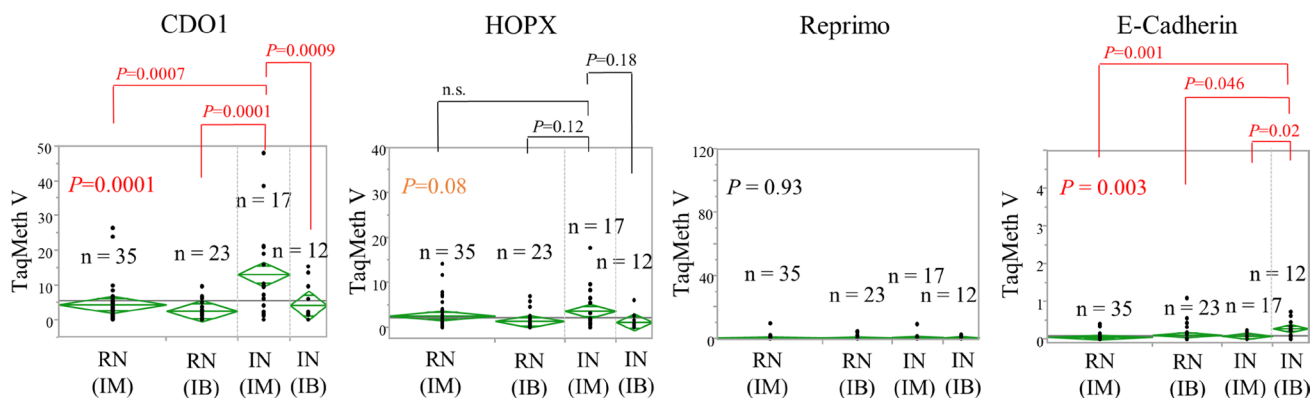 CDO1
P=0.0009
P=0.0007
P=0.0001
TaqMeth V
50
40
30
20
10
0
P=0.0001
n = 35
n = 23
n = 17
n = 12
RN
(IM)
RN
(IB)
IN
(IM)
IN
(IB)
HOPX
P=0.18
n.s.
P=0.12
TaqMeth V
40
30
20
10
0
P=0.08
n = 35
n = 23
n = 17
n = 12
RN
(IM)
RN
(IB)
IN
(IM)
IN
(IB)
Reprimo
TaqMeth V
120
80
40
0
P = 0.93
n = 35
n = 23
n = 17
n = 12
RN
(IM)
RN
(IB)
IN
(IM)
IN
(IB)
E-Cadherin
P=0.001
P=0.046
P=0.02
TaqMeth V
4
3
2
1
0
P = 0.003
n = 35
n = 23
n = 17
n = 12
RN
(IM)
RN
(IB)
IN
(IM)
IN
(IB)